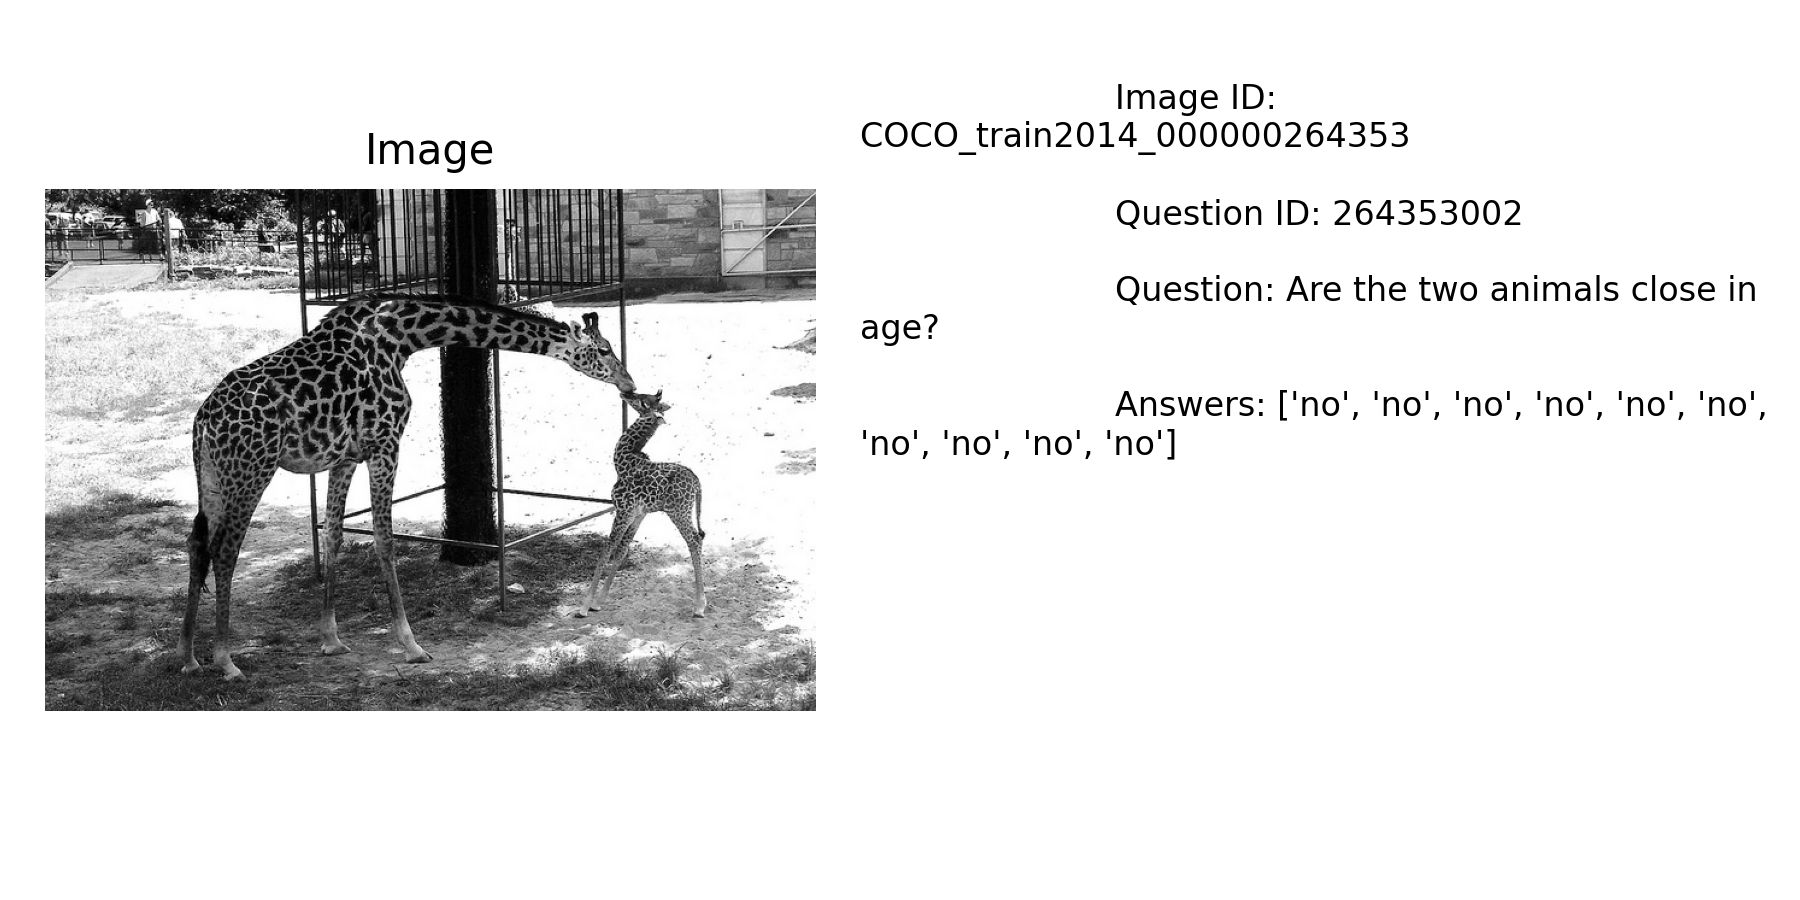 Image
Image ID:
COCO_train2014_000000264353
Question ID: 264353002
Question: Are the two animals close in
age?
Answers: ['no', 'no', 'no', 'no', 'no', 'no',
'no', 'no', 'no', 'no']